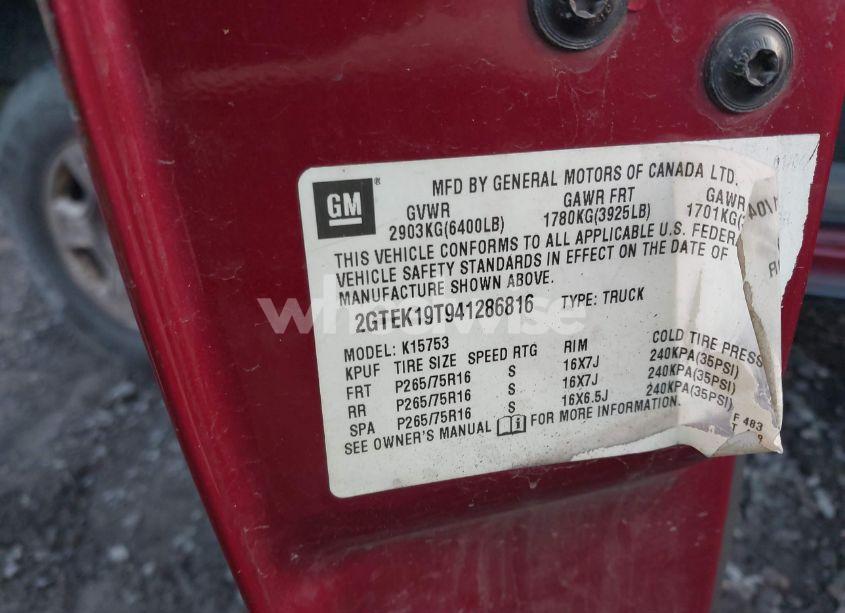 GM
MFD BY GENERAL MOTORS OF CANADA LTD.
GVWR GAWR FRT GAWR
2903KG(6400LB) 1780KG(3925LB) 1701KG(
THIS VEHICLE CONFORMS TO ALL APPLICABLE U.S. FEDERA
VEHICLE SAFETY STANDARDS IN EFFECT ON THE DATE OF
MANUFACTURE SHOWN ABOVE.
2GTEK19T941286816 TYPE: TRUCK
MODEL: K15753
KPUF TIRE SIZE SPEED RTG RIM COLD TIRE PRESS
FRT P265/75R16 S 16X7J 240KPA(35PSI)
RR P265/75R16 S 16X7J 240KPA(35PSI)
SPA P265/75R16 S 16X6.5J 240KPA(35PSI)
SEE OWNER'S MANUAL FOR MORE INFORMATION.
F 483